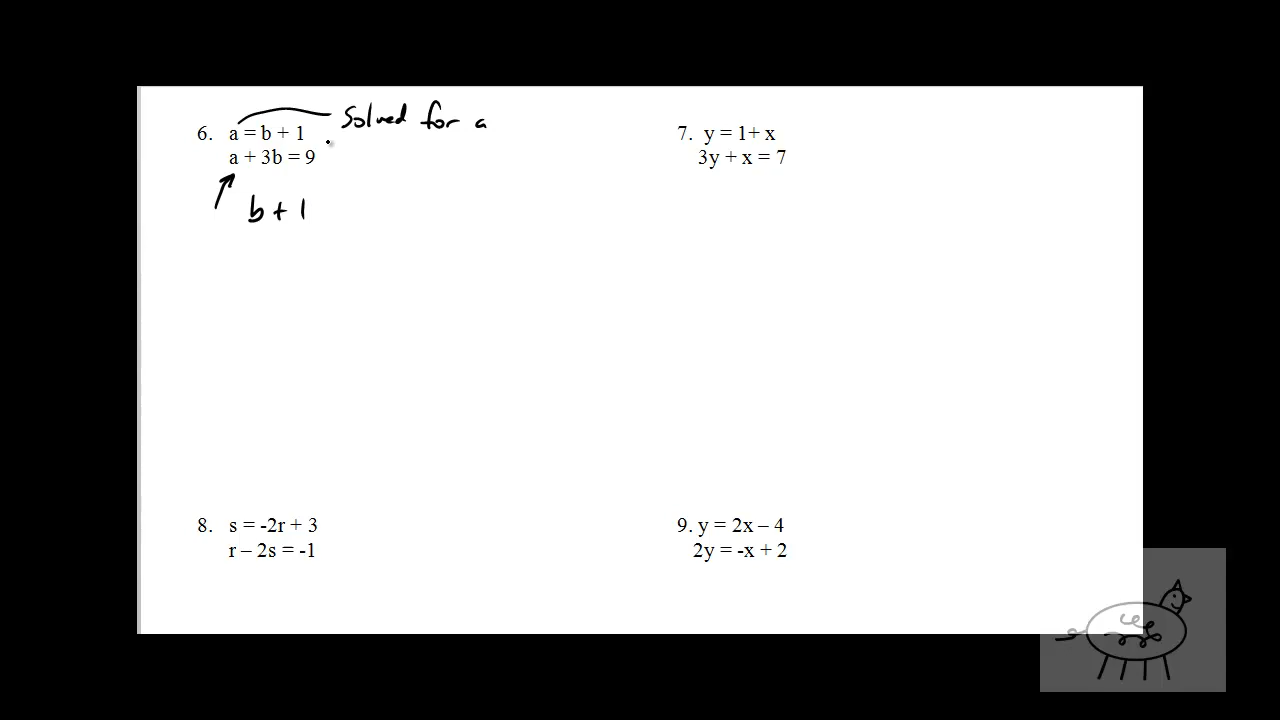 6. a = b + 1 Solved for a
a + 3b = 9
b + 1
7. y = 1+ x
3y + x = 7
8. s = -2r + 3
r – 2s = -1
9. y = 2x – 4
2y = -x + 2